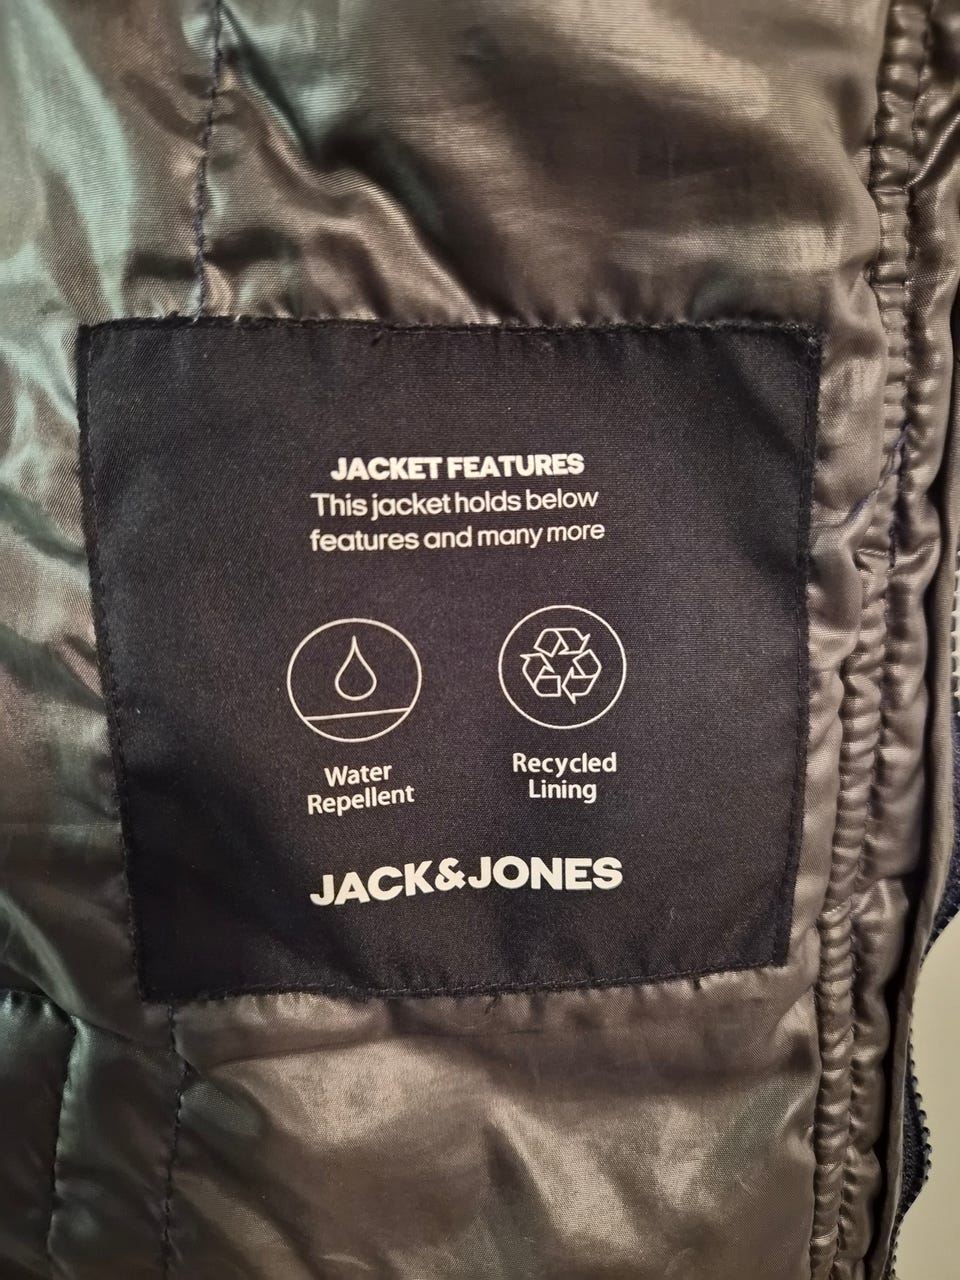 JACKET FEATURES
This jacket holds below
features and many more
Water
Repellent
Recycled
Lining
JACK&JONES